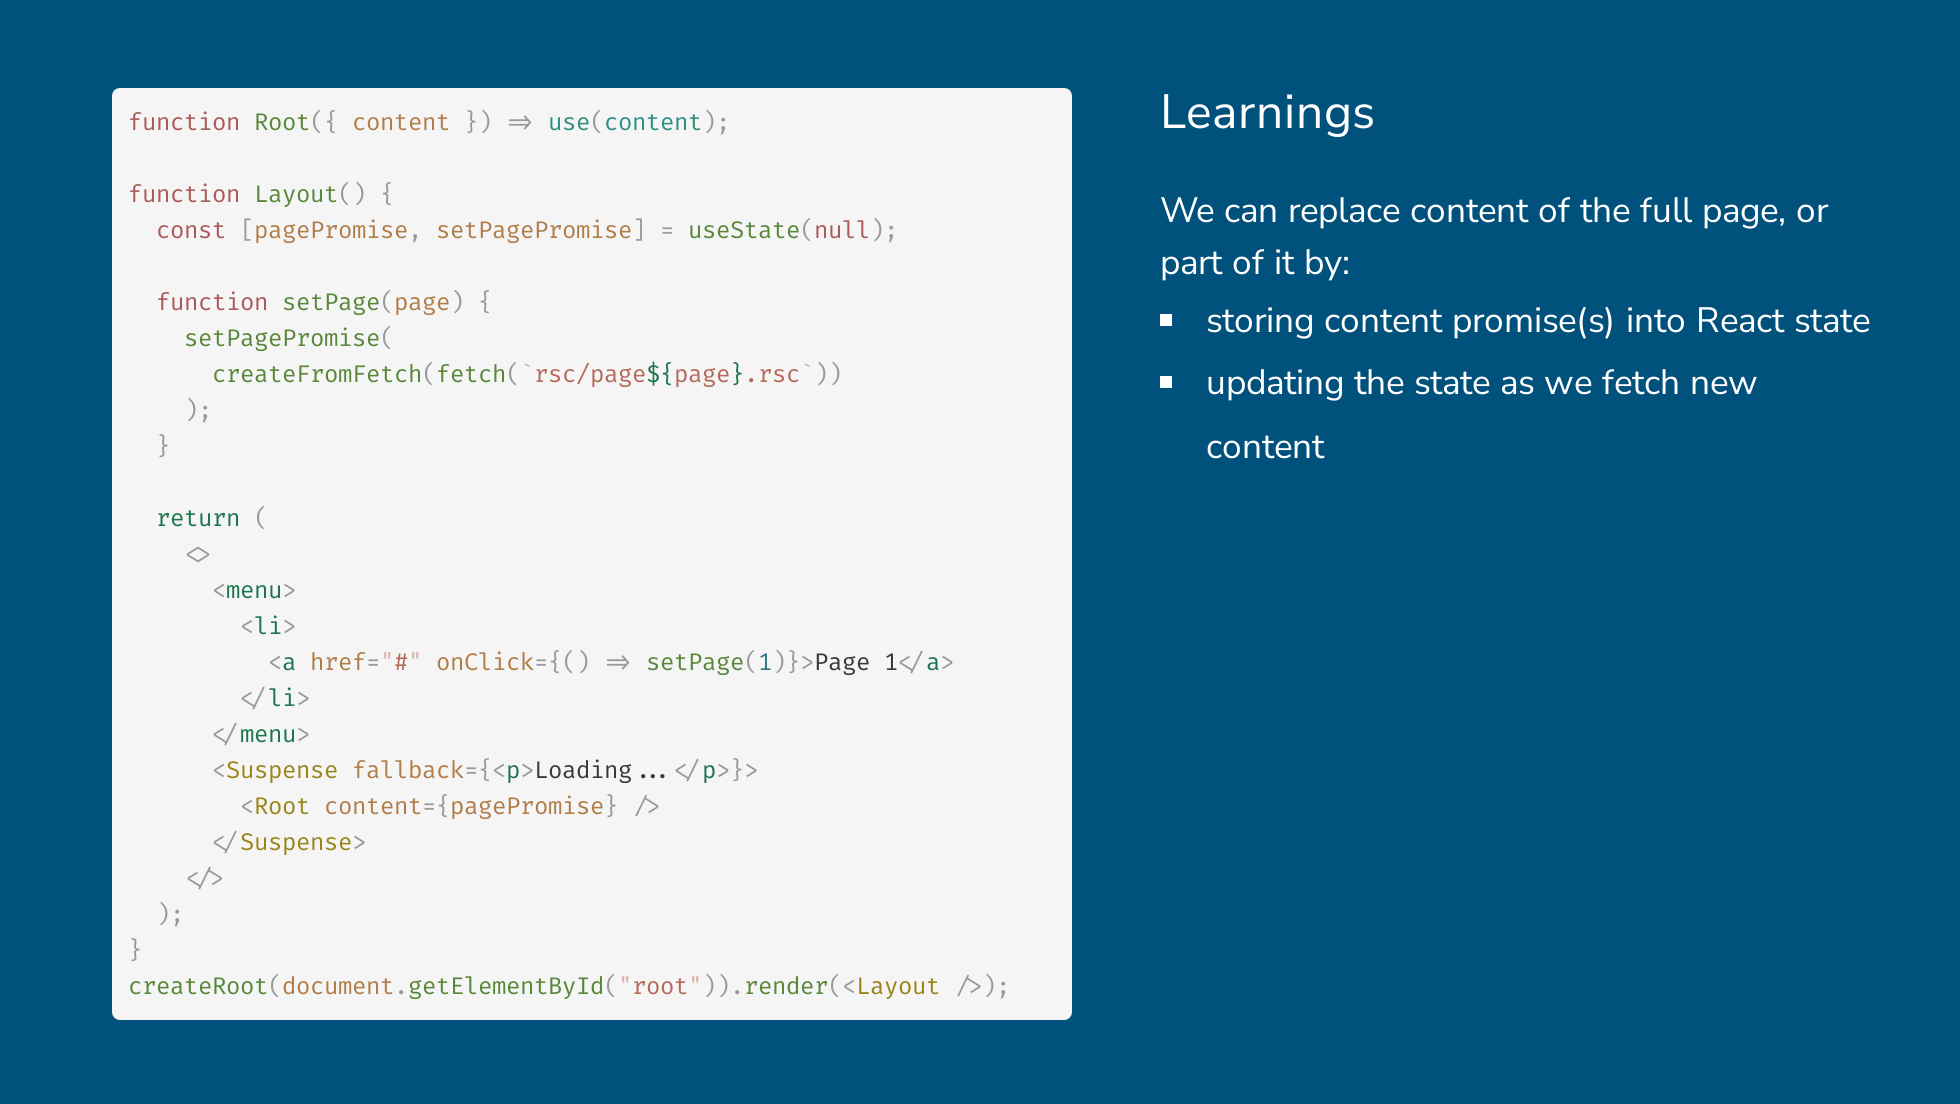 function Root({ content }) => use(content);

function Layout() {
  const [pagePromise, setPagePromise] = useState(null);

  function setPage(page) {
    setPagePromise(
      createFromFetch(fetch(`rsc/page${page}.rsc`))
    );
  }

  return (
    <>
      <menu>
        <li>
          <a href="#" onClick={() => setPage(1)}>Page 1</a>
        </li>
      </menu>
      <Suspense fallback={<p>Loading...</p>}>
        <Root content={pagePromise} />
      </Suspense>
    </>
  );
}
createRoot(document.getElementById("root")).render(<Layout />);
Learnings
We can replace content of the full page, or
part of it by:
▪ storing content promise(s) into React state
▪ updating the state as we fetch new
content